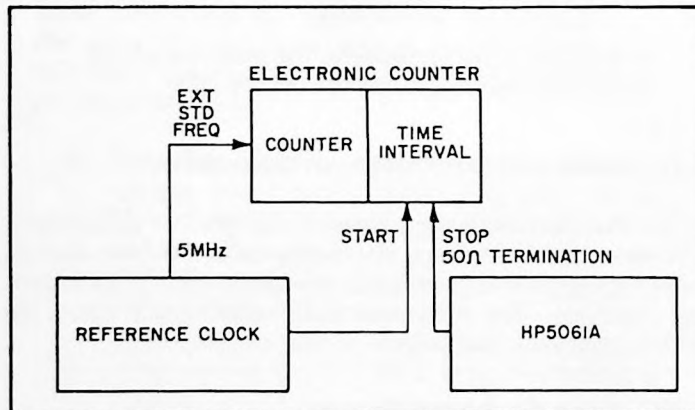 ELECTRONIC COUNTER
EXT
STD
FREQ
COUNTER
TIME
INTERVAL
5MHz
START
STOP
50Ω TERMINATION
REFERENCE CLOCK
HP5061A